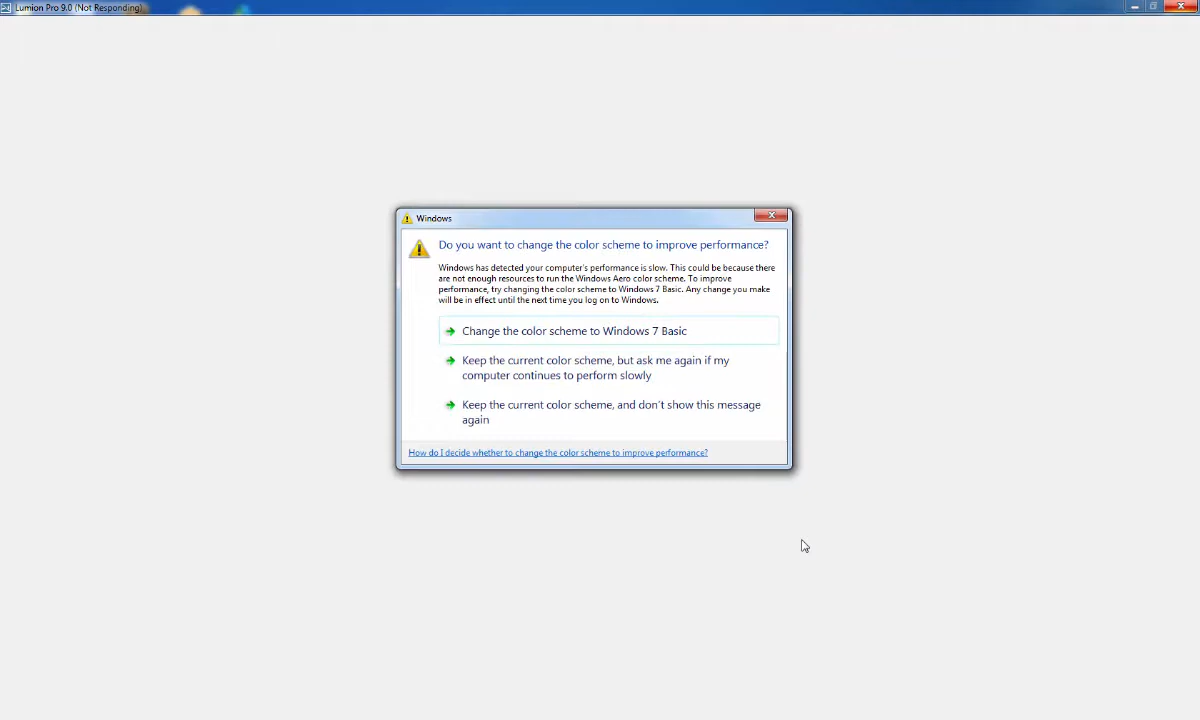 Lumion Pro 9.0 (Not Responding)
Windows
Do you want to change the color scheme to improve performance?
Windows has detected your computer's performance is slow. This could be because there
are not enough resources to run the Windows Aero color scheme. To improve
performance, try changing the color scheme to Windows 7 Basic. Any change you make
will be in effect until the next time you log on to Windows.
Change the color scheme to Windows 7 Basic
Keep the current color scheme, but ask me again if my
computer continues to perform slowly
Keep the current color scheme, and don't show this message
again
How do I decide whether to change the color scheme to improve performance?